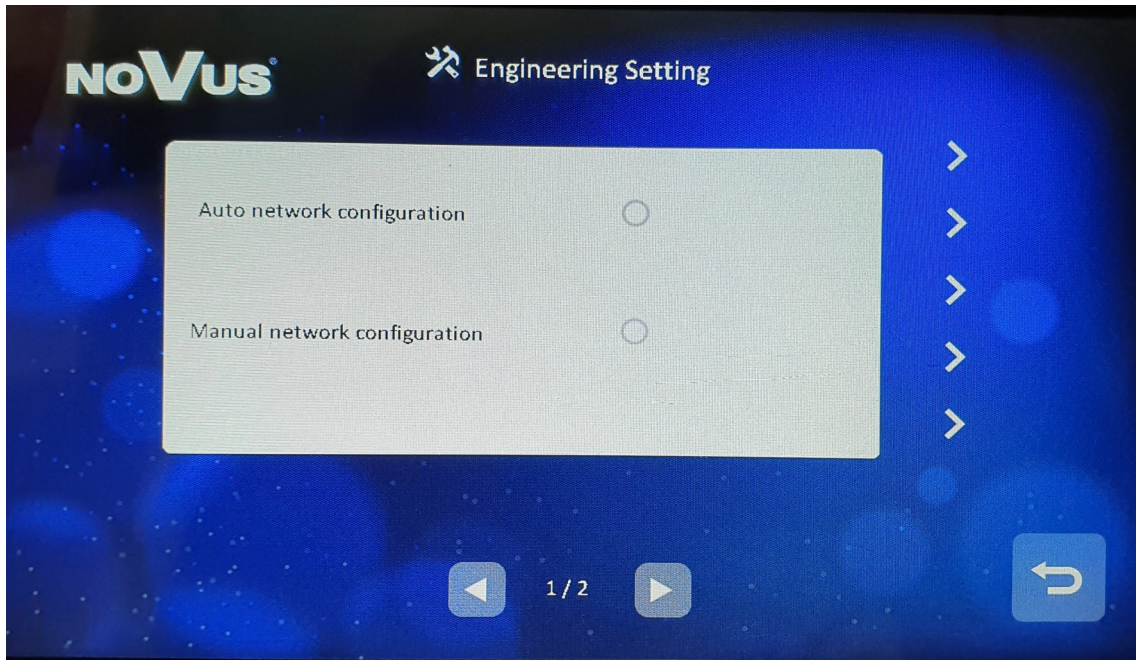 NOVUS®
Engineering Setting
Auto network configuration
Manual network configuration
1/2